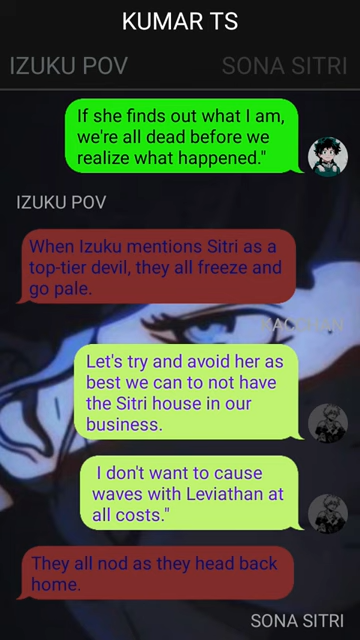 KUMAR TS
IZUKU POV
SONA SITRI
If she finds out what I am,
we're all dead before we
realize what happened."
IZUKU POV
When Izuku mentions Sitri as a
top-tier devil, they all freeze and
go pale.
Let's try and avoid her as
best we can to not have
the Sitri house in our
business.
I don't want to cause
waves with Leviathan at
all costs."
They all nod as they head back
home.
SONA SITRI